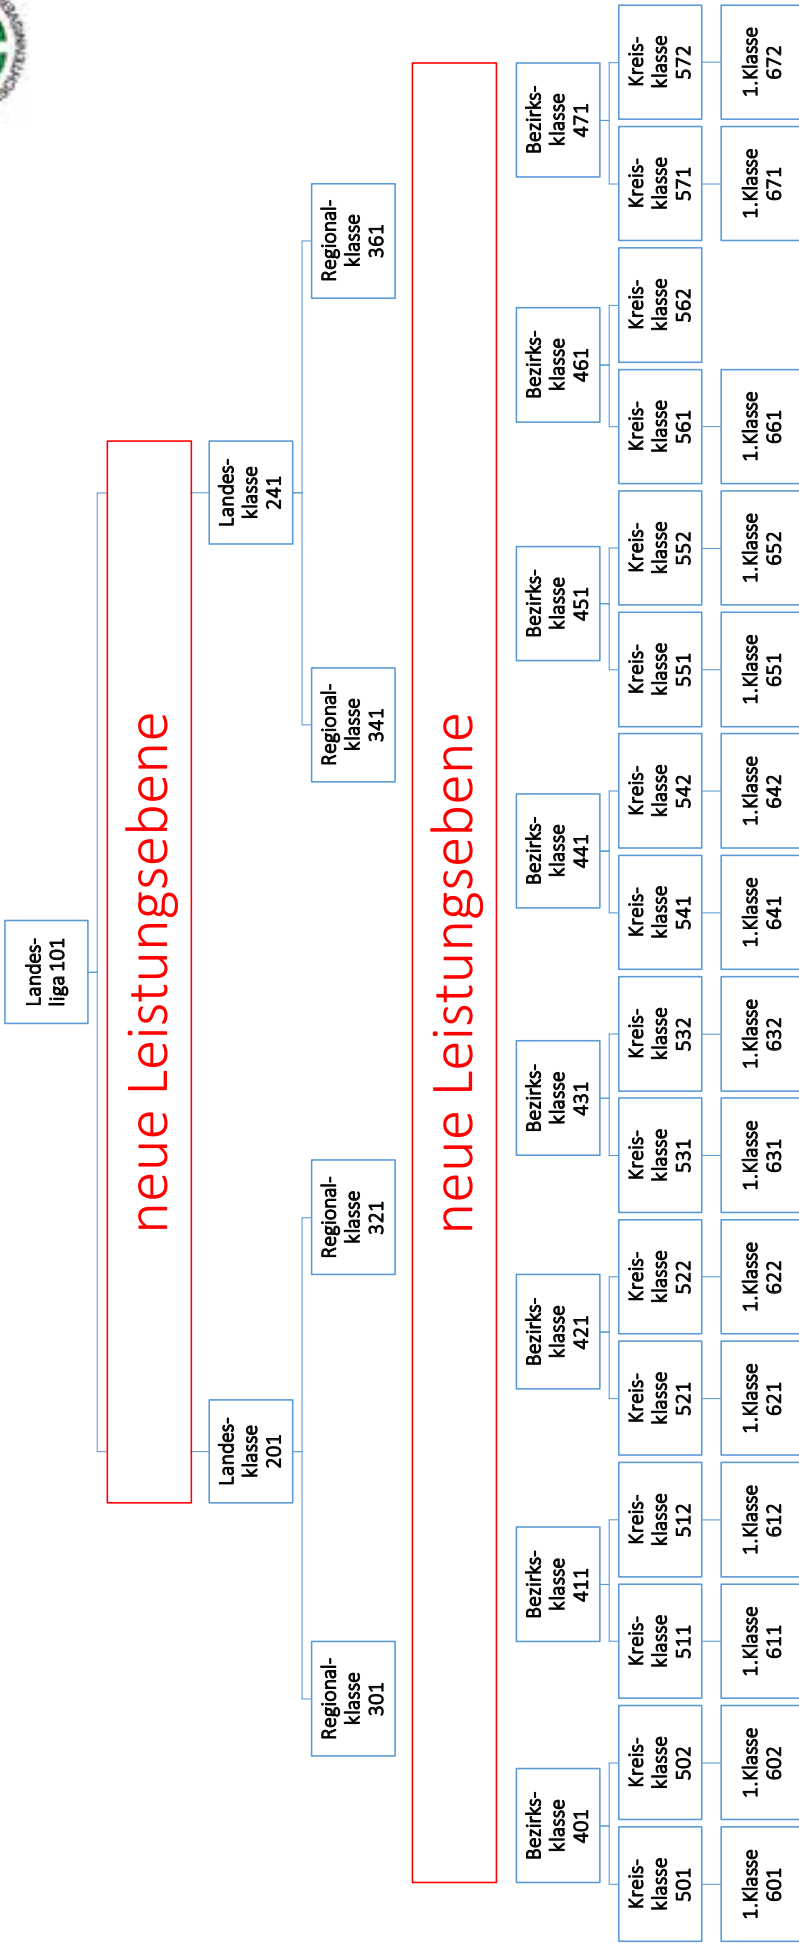 SCHTENNISVER
Landes-
liga 101
neue Leistungsebene
Landes-
klasse
201
Landes-
klasse
241
Regional-
klasse
301
Regional-
klasse
321
Regional-
klasse
341
Regional-
klasse
361
neue Leistungsebene
Bezirks-
klasse
401
Bezirks-
klasse
411
Bezirks-
klasse
421
Bezirks-
klasse
431
Bezirks-
klasse
441
Bezirks-
klasse
451
Bezirks-
klasse
461
Bezirks-
klasse
471
Kreis-
klasse
501
Kreis-
klasse
502
Kreis-
klasse
511
Kreis-
klasse
512
Kreis-
klasse
521
Kreis-
klasse
522
Kreis-
klasse
531
Kreis-
klasse
532
Kreis-
klasse
541
Kreis-
klasse
542
Kreis-
klasse
551
Kreis-
klasse
552
Kreis-
klasse
561
Kreis-
klasse
562
Kreis-
klasse
571
Kreis-
klasse
572
1.Klasse
601
1.Klasse
602
1.Klasse
611
1.Klasse
612
1.Klasse
621
1.Klasse
622
1.Klasse
631
1.Klasse
632
1.Klasse
641
1.Klasse
642
1.Klasse
651
1.Klasse
652
1.Klasse
661
1.Klasse
671
1.Klasse
672